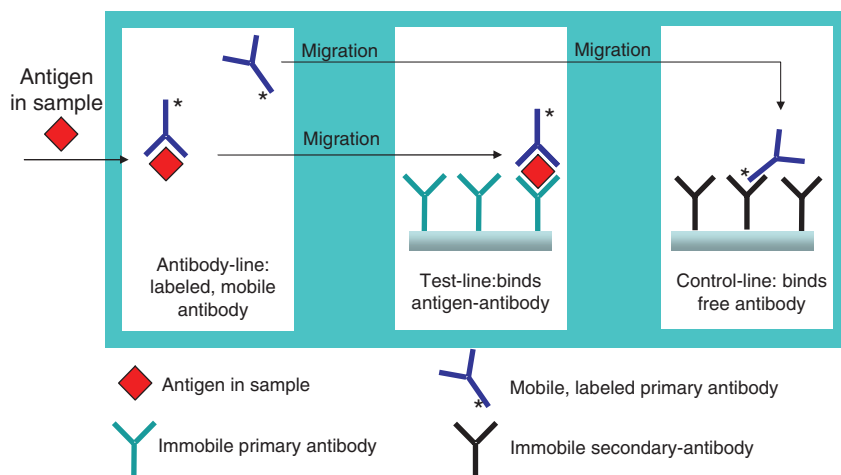 Antigen
in sample
*
*
Migration
Migration
Migration
*
*
Antibody-line:
labeled, mobile
antibody
Test-line:binds
antigen-antibody
Control-line: binds
free antibody
Antigen in sample
*
Mobile, labeled primary antibody
Immobile primary antibody
Immobile secondary-antibody